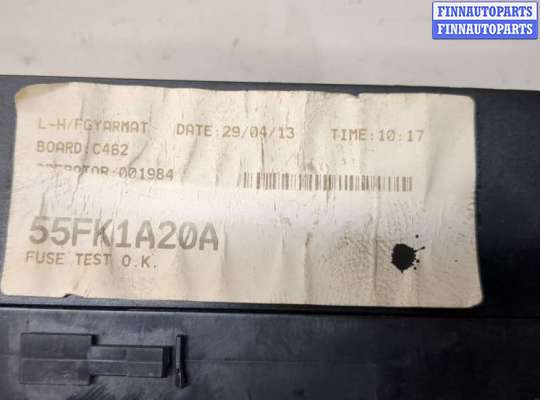 FINNAUTOPARTS
FINNAUTOPARTS
L-H/FGYARMAT DATE:29/04/13 TIME:10:17
BOARD:C462
OPERATOR:001984
55FK1A20A
FUSE TEST O.K.